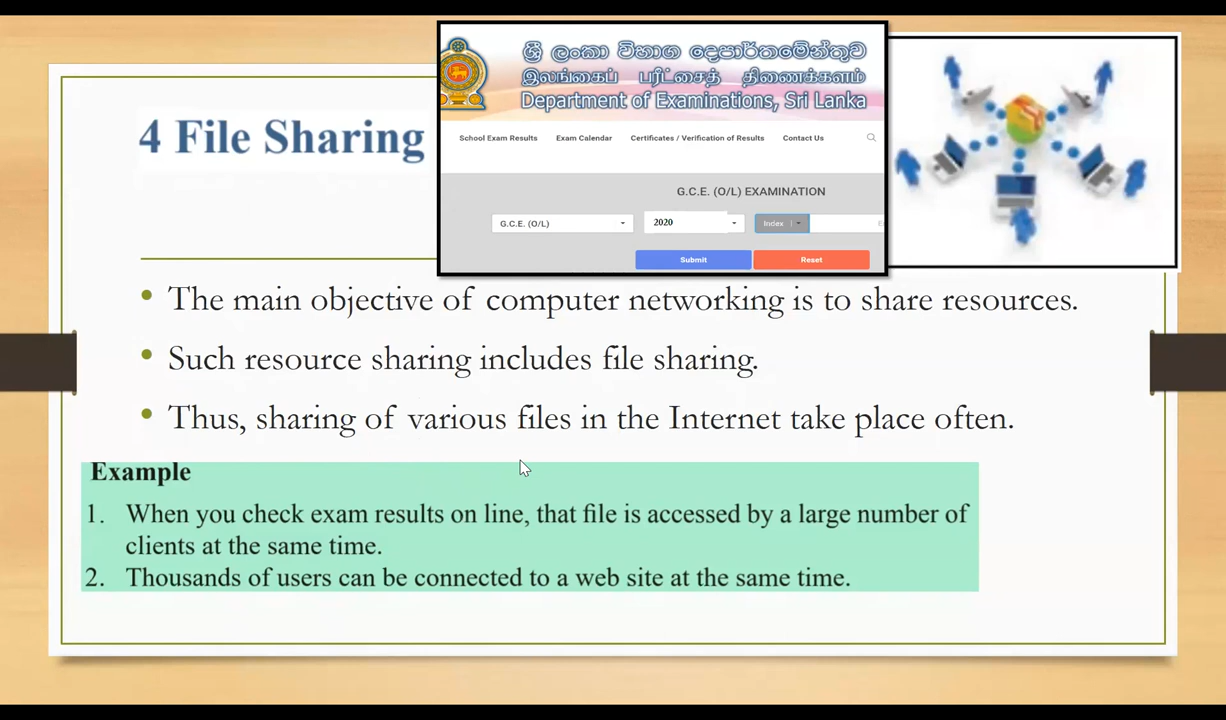 4 File Sharing
ශ්‍රී ලංකා විභාග දෙපාර්තමේන්තුව
இலங்கைப் பரீட்சைத் திணைக்களம்
Department of Examinations, Sri Lanka
School Exam Results Exam Calendar Certificates / Verification of Results Contact Us
G.C.E. (O/L) EXAMINATION
G.C.E. (O/L) 2020 Index
Submit Reset
• The main objective of computer networking is to share resources.
• Such resource sharing includes file sharing.
• Thus, sharing of various files in the Internet take place often.
Example
1. When you check exam results on line, that file is accessed by a large number of
clients at the same time.
2. Thousands of users can be connected to a web site at the same time.